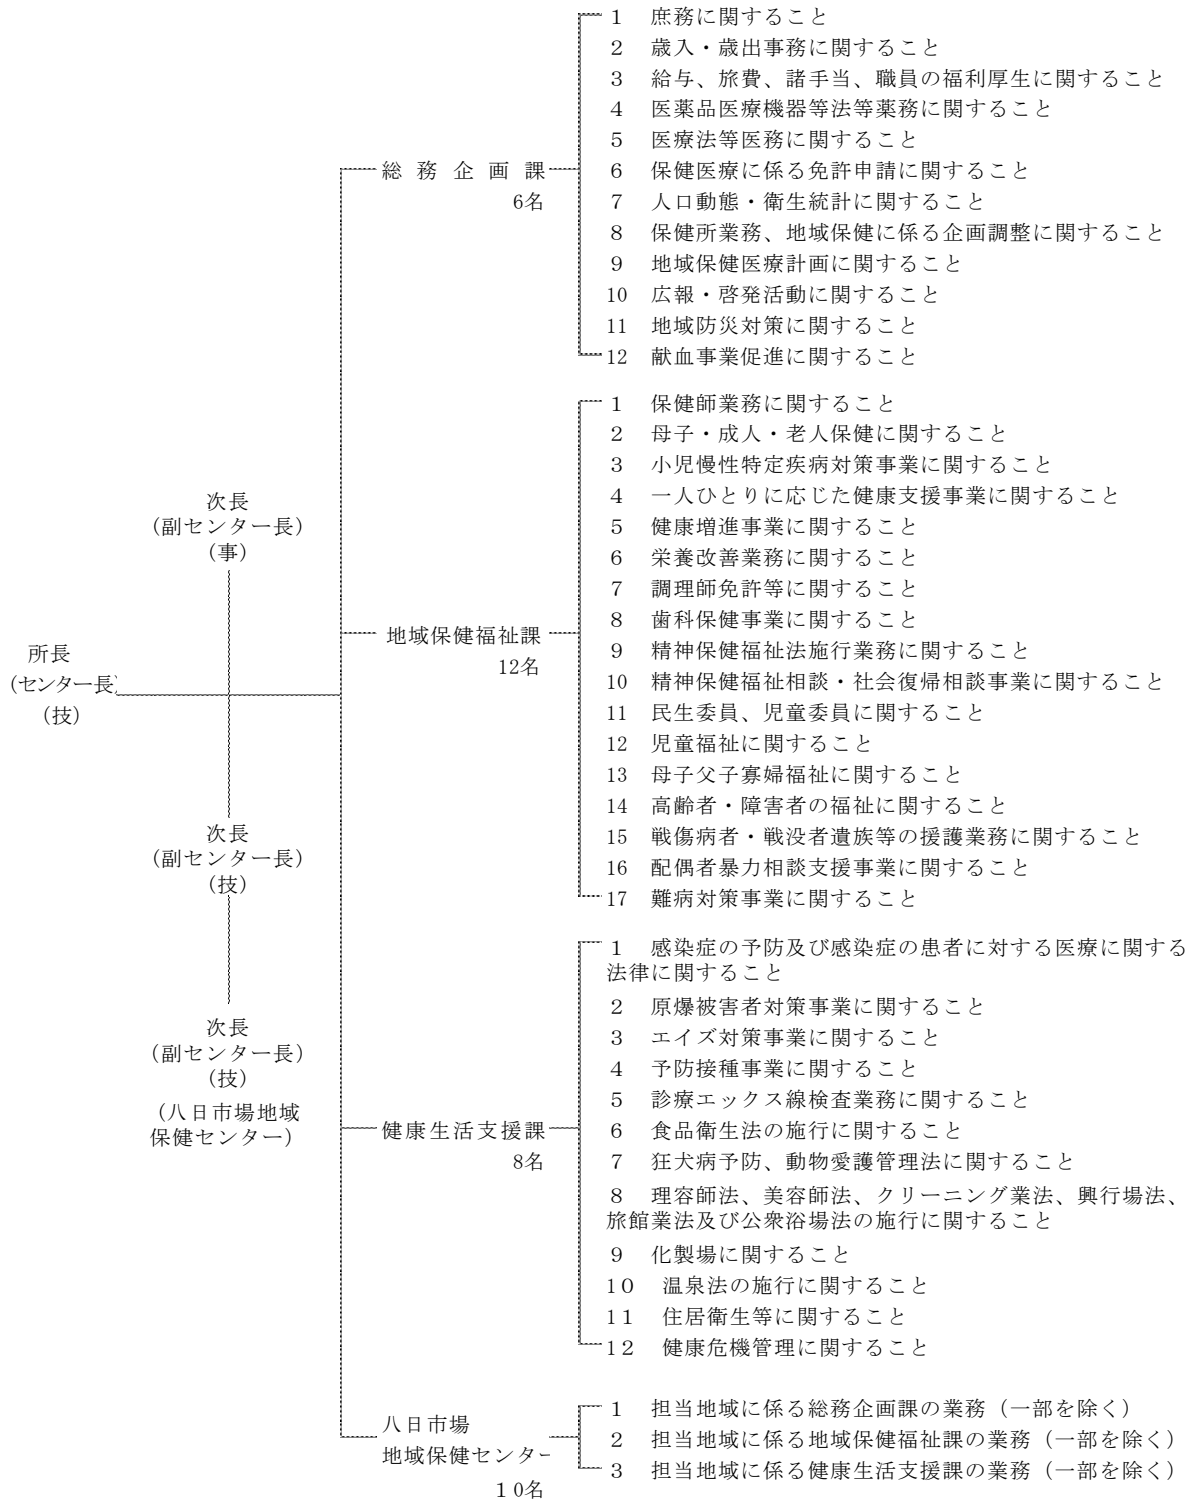 所長
(センター長)
(技)
次長
(副センター長)
(事)
次長
(副センター長)
(技)
次長
(副センター長)
(技)
(八日市場地域
保健センター)
総務企画課
6名
1 庶務に関すること
2 歳入・歳出事務に関すること
3 給与、旅費、諸手当、職員の福利厚生に関すること
4 医薬品医療機器等法等薬務に関すること
5 医療法等医務に関すること
6 保健医療に係る免許申請に関すること
7 人口動態・衛生統計に関すること
8 保健所業務、地域保健に係る企画調整に関すること
9 地域保健医療計画に関すること
10 広報・啓発活動に関すること
11 地域防災対策に関すること
12 献血事業促進に関すること
地域保健福祉課
12名
1 保健師業務に関すること
2 母子・成人・老人保健に関すること
3 小児慢性特定疾病対策事業に関すること
4 一人ひとりに応じた健康支援事業に関すること
5 健康増進事業に関すること
6 栄養改善業務に関すること
7 調理師免許等に関すること
8 歯科保健事業に関すること
9 精神保健福祉法施行業務に関すること
10 精神保健福祉相談・社会復帰相談事業に関すること
11 民生委員、児童委員に関すること
12 児童福祉に関すること
13 母子父子寡婦福祉に関すること
14 高齢者・障害者の福祉に関すること
15 戦傷病者・戦没者遺族等の援護業務に関すること
16 配偶者暴力相談支援事業に関すること
17 難病対策事業に関すること
健康生活支援課
8名
1 感染症の予防及び感染症の患者に対する医療に関する
法律に関すること
2 原爆被害者対策事業に関すること
3 エイズ対策事業に関すること
4 予防接種事業に関すること
5 診療エックス線検査業務に関すること
6 食品衛生法の施行に関すること
7 狂犬病予防、動物愛護管理法に関すること
8 理容師法、美容師法、クリーニング業法、興行場法、
旅館業法及び公衆浴場法の施行に関すること
9 化製場に関すること
10 温泉法の施行に関すること
11 住居衛生等に関すること
12 健康危機管理に関すること
八日市場
地域保健センター
10名
1 担当地域に係る総務企画課の業務(一部を除く)
2 担当地域に係る地域保健福祉課の業務(一部を除く)
3 担当地域に係る健康生活支援課の業務(一部を除く)